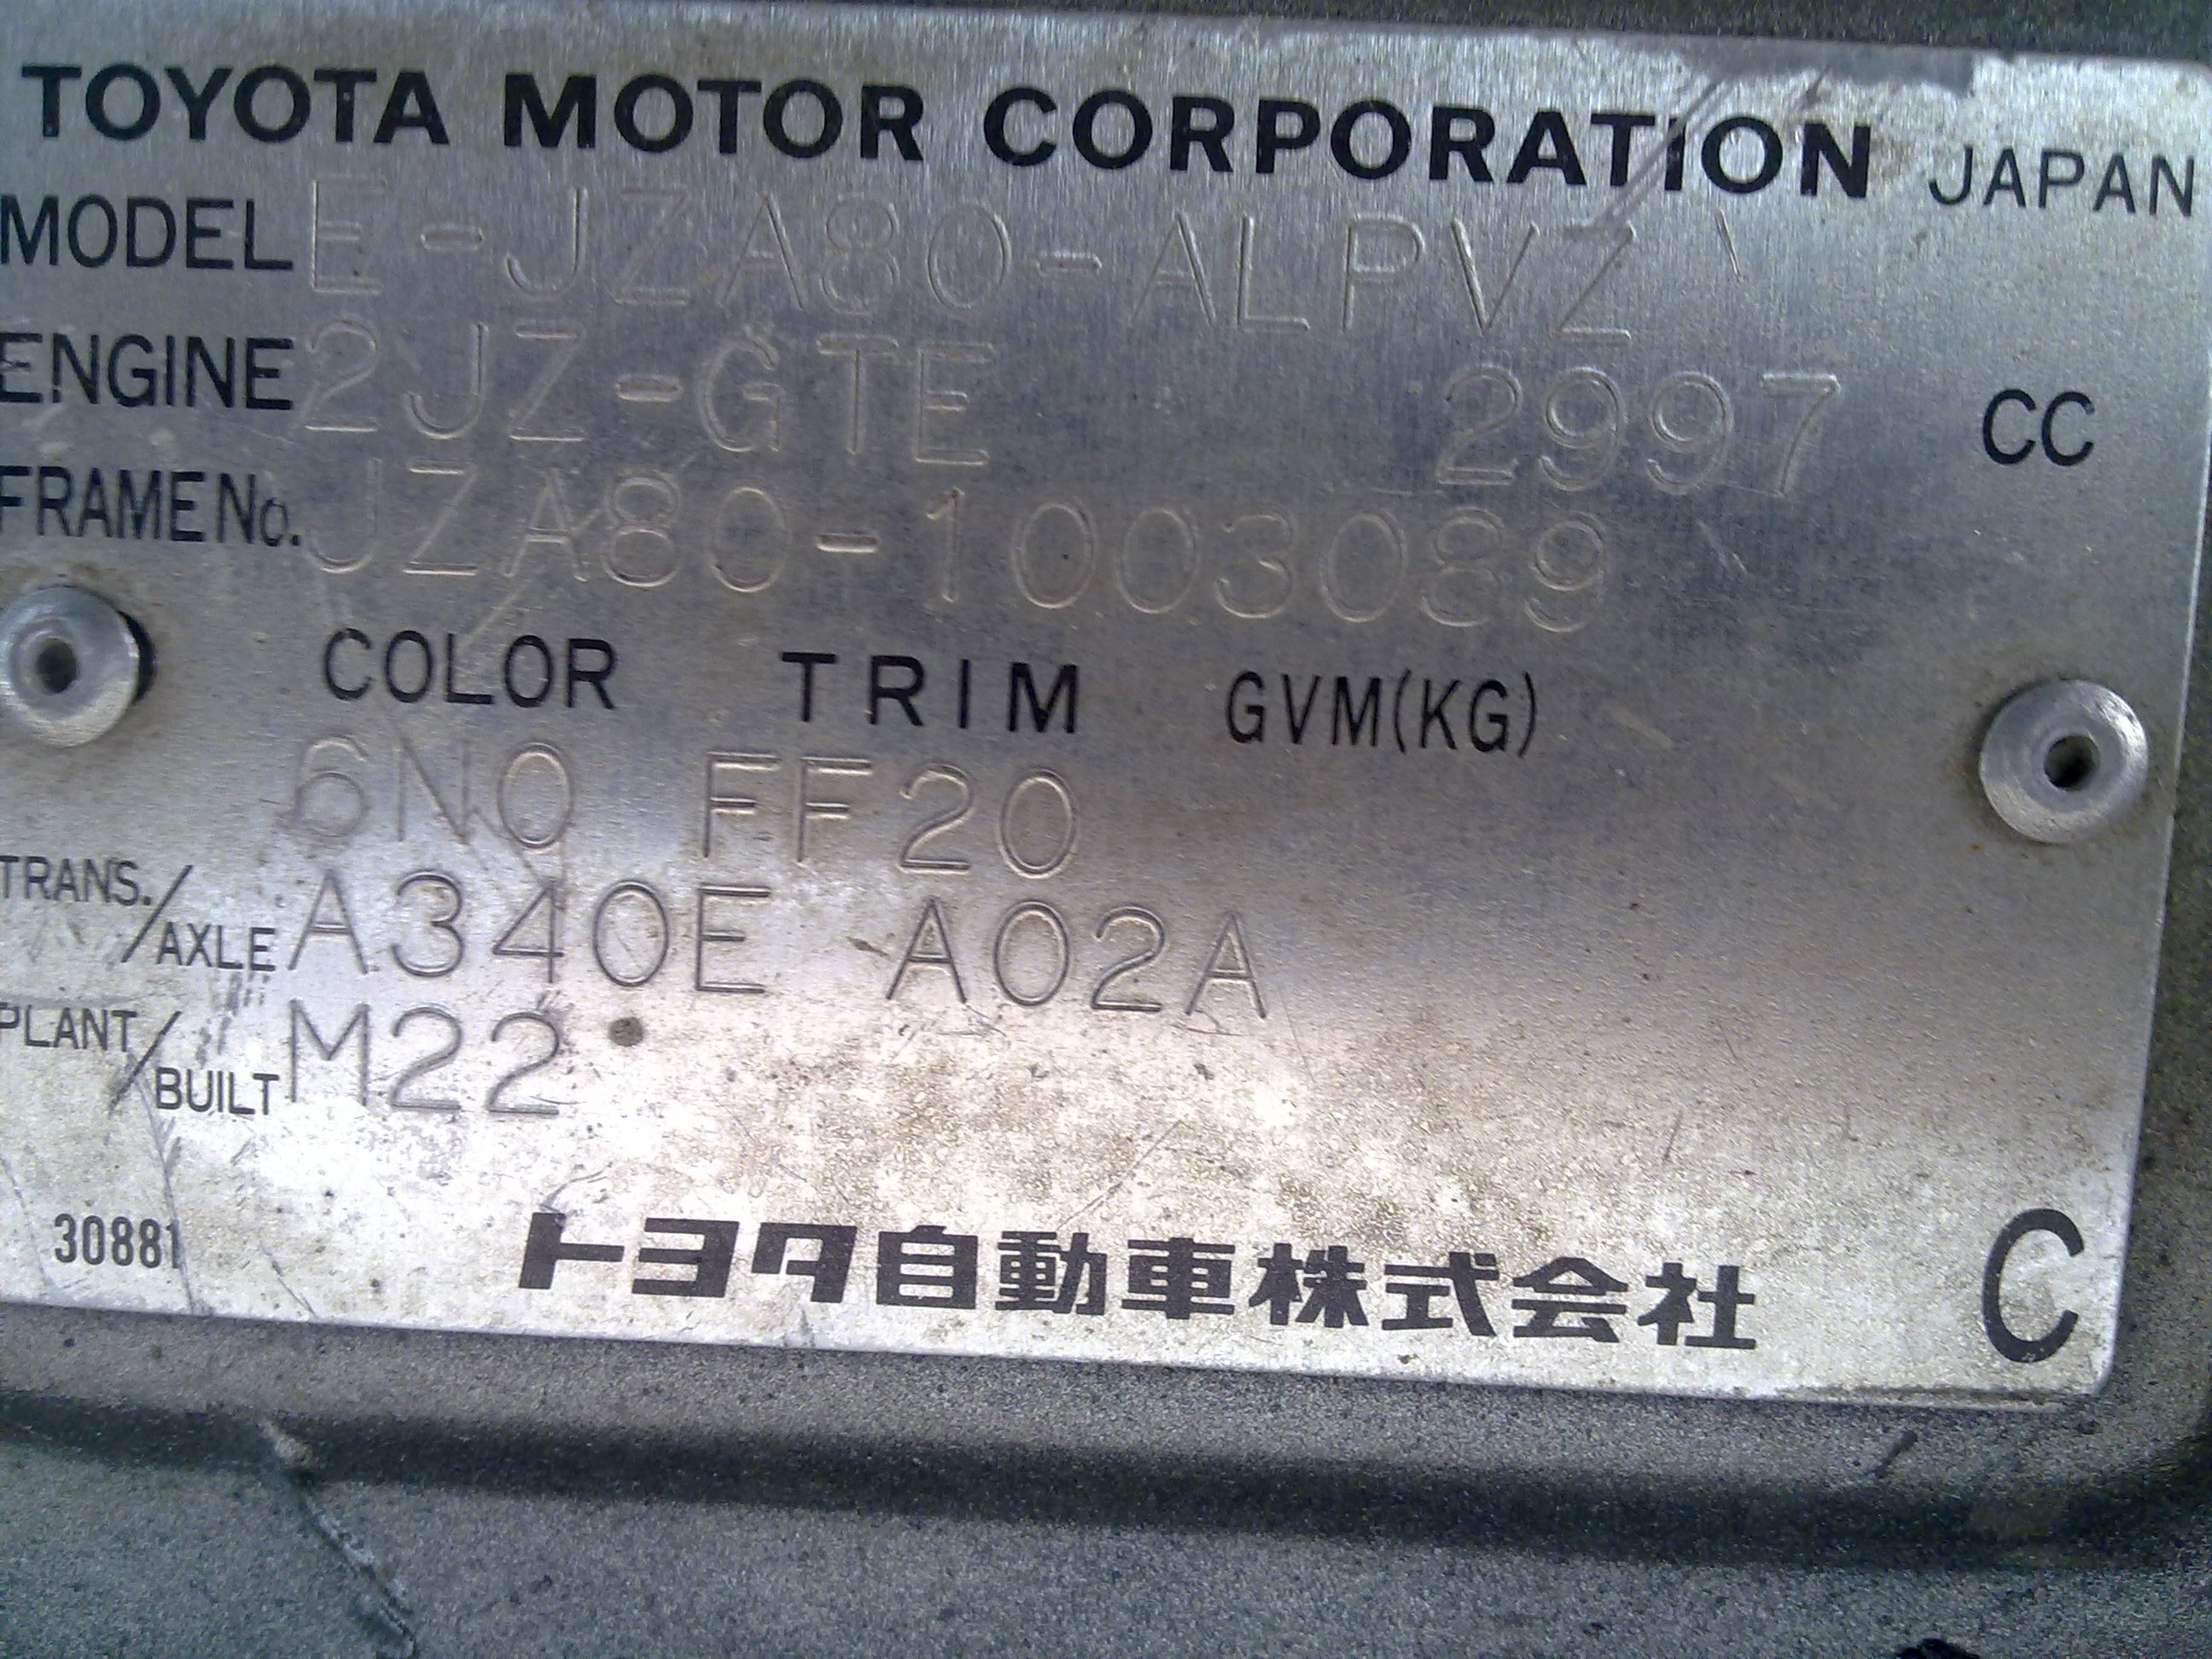 TOYOTA MOTOR CORPORATION JAPAN
MODEL E-JZA80-ALPVZ
ENGINE 2JZ-GTE 2997 CC
FRAME No. JZA80-1003089
COLOR TRIM GVM(KG)
6N0 FF20
TRANS./AXLE A340E A02A
PLANT/BUILT M22
30881 トヨタ自動車株式会社 C